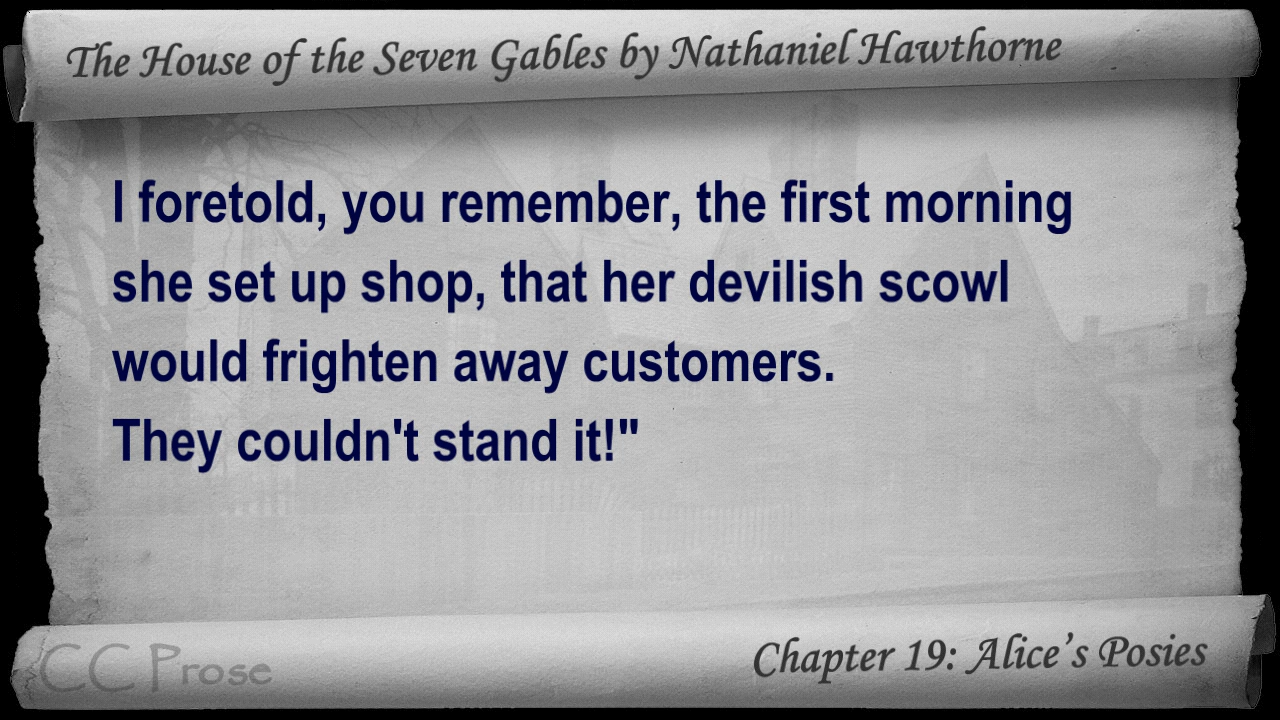 The House of the Seven Gables by Nathaniel Hawthorne
I foretold, you remember, the first morning
she set up shop, that her devilish scowl
would frighten away customers.
They couldn't stand it!"
CC Prose
Chapter 19: Alice’s Posies